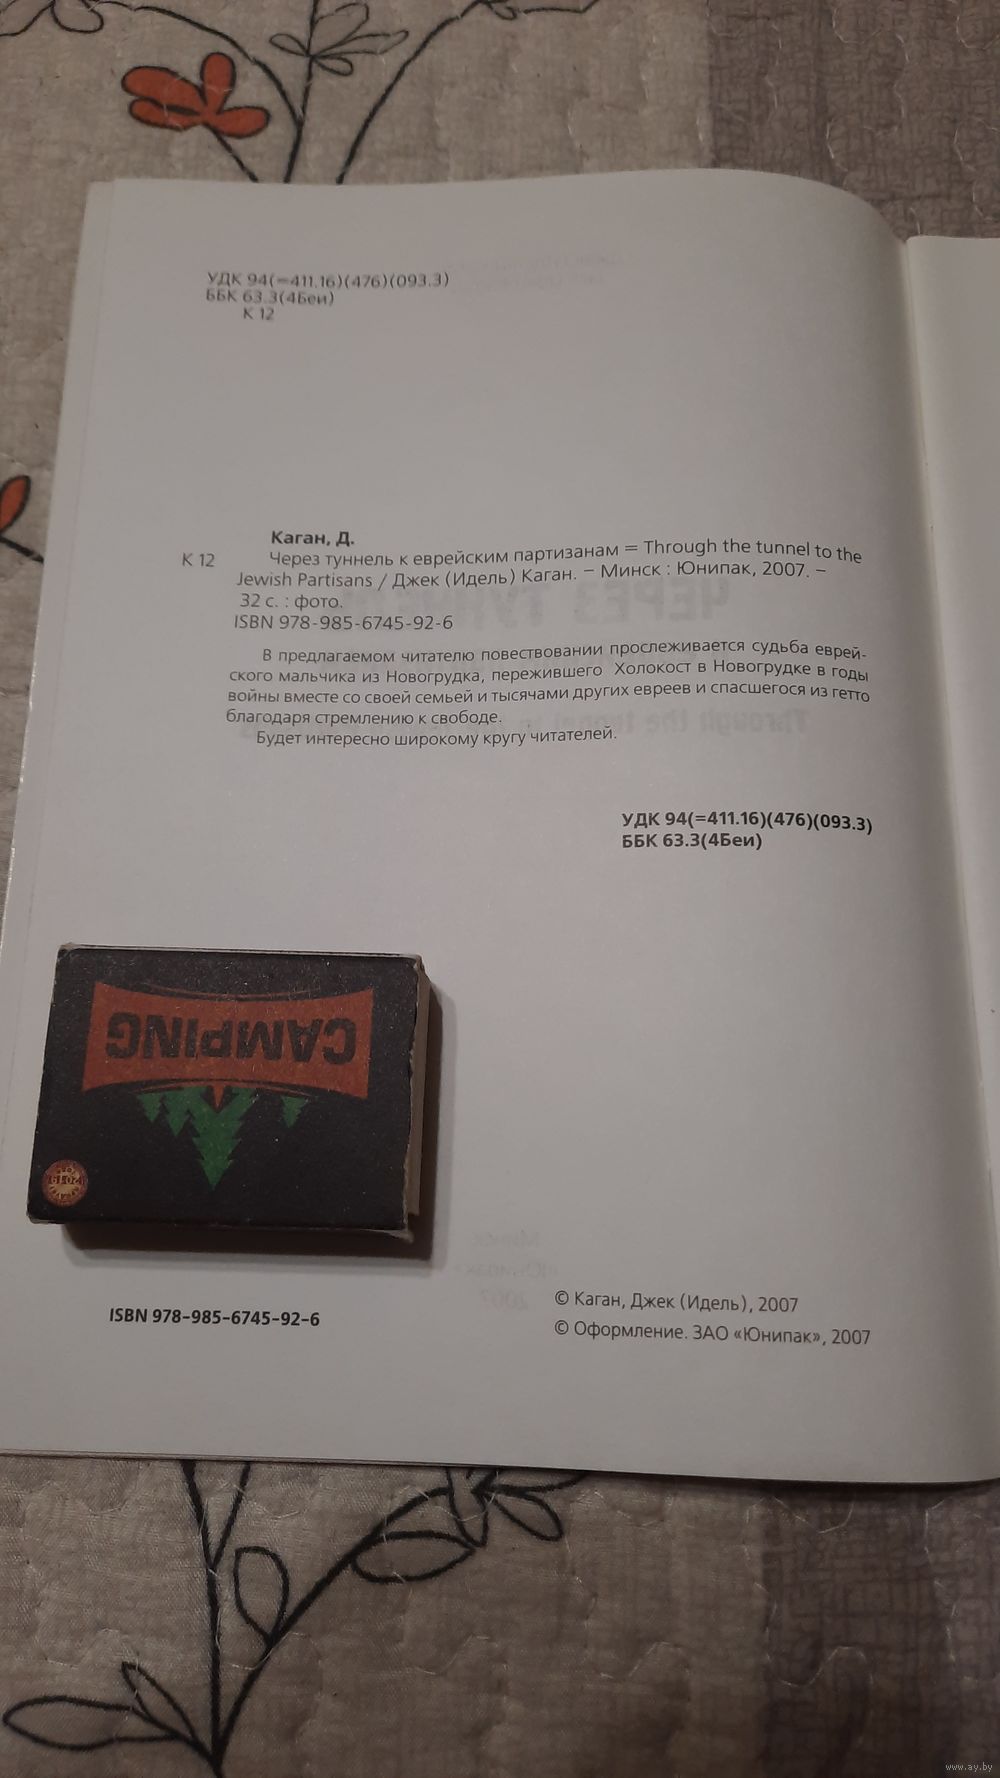 УДК 94(=411.16)(476)(093.3)
ББК 63.3(4Беи)
К 12
Каган, Д.
К 12 Через туннель к еврейским партизанам = Through the tunnel to the
Jewish Partisans / Джек (Идель) Каган. – Минск : Юнипак, 2007. –
32 с. : фото.
ISBN 978-985-6745-92-6
В предлагаемом читателю повествовании прослеживается судьба еврей-
ского мальчика из Новогрудка, пережившего Холокост в Новогрудке в годы
войны вместе со своей семьей и тысячами других евреев и спасшегося из гетто
благодаря стремлению к свободе.
Будет интересно широкому кругу читателей.
УДК 94(=411.16)(476)(093.3)
ББК 63.3(4Беи)
CAMPING
2019
ISBN 978-985-6745-92-6
© Каган, Джек (Идель), 2007
© Оформление. ЗАО «Юнипак», 2007
www.ay.by